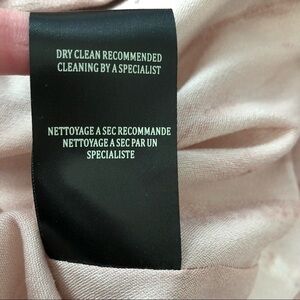 DRY CLEAN RECOMMENDED
CLEANING BY A SPECIALIST
NETTOYAGE A SEC RECOMMANDE
NETTOYAGE A SEC PAR UN
SPECIALISTE